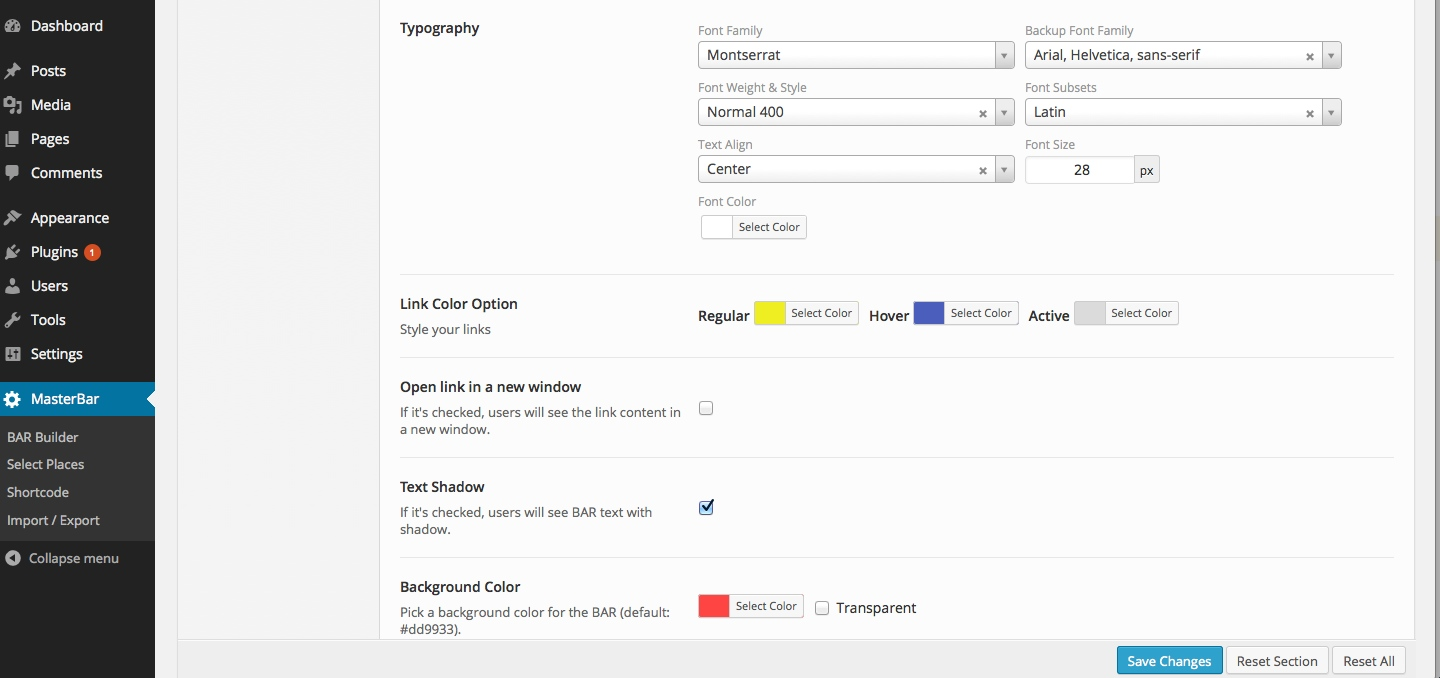 Dashboard
Posts
Media
Pages
Comments
Appearance
Plugins 1
Users
Tools
Settings
MasterBar
BAR Builder
Select Places
Shortcode
Import / Export
Collapse menu
Typography
Font Family
Backup Font Family
Montserrat
Arial, Helvetica, sans-serif
Font Weight & Style
Font Subsets
Normal 400
Latin
Text Align
Font Size
Center
28 px
Font Color
Select Color
Link Color Option
Style your links
Regular Select Color Hover Select Color Active Select Color
Open link in a new window
If it's checked, users will see the link content in
a new window.
Text Shadow
If it's checked, users will see BAR text with
shadow.
Background Color
Pick a background color for the BAR (default:
#dd9933).
Select Color Transparent
Save Changes Reset Section Reset All